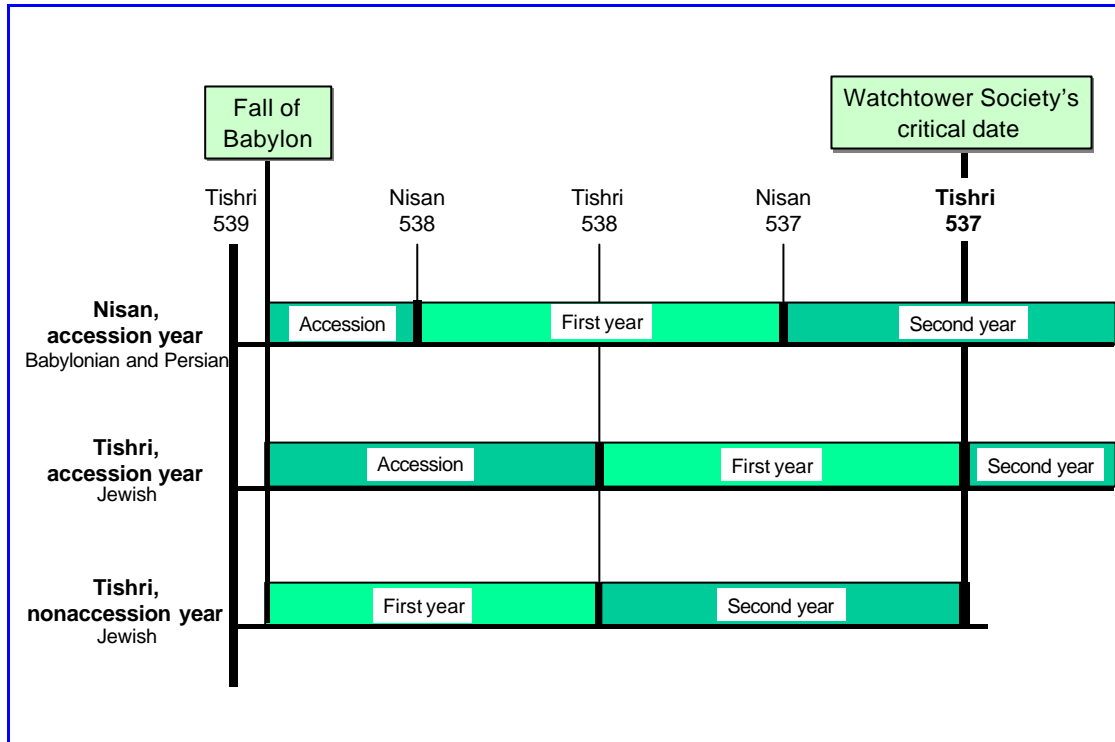 Fall of
Babylon
Watchtower Society's
critical date
Tishri
539
Nisan
538
Tishri
538
Nisan
537
Tishri
537
Nisan,
accession year
Babylonian and Persian
Accession
First year
Second year
Tishri,
accession year
Jewish
Accession
First year
Second year
Tishri,
nonaccession year
Jewish
First year
Second year